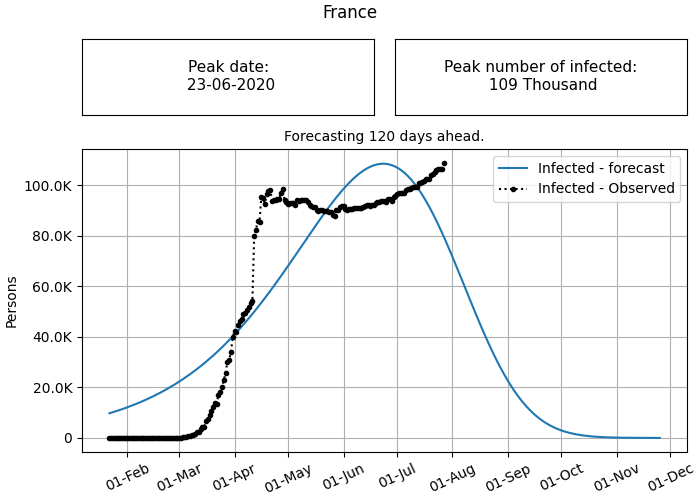 France
Peak date:
23-06-2020
Peak number of infected:
109 Thousand
Forecasting 120 days ahead.
Infected - forecast
Infected - Observed
Persons
100.0K
80.0K
60.0K
40.0K
20.0K
0
01-Feb
01-Mar
01-Apr
01-May
01-Jun
01-Jul
01-Aug
01-Sep
01-Oct
01-Nov
01-Dec